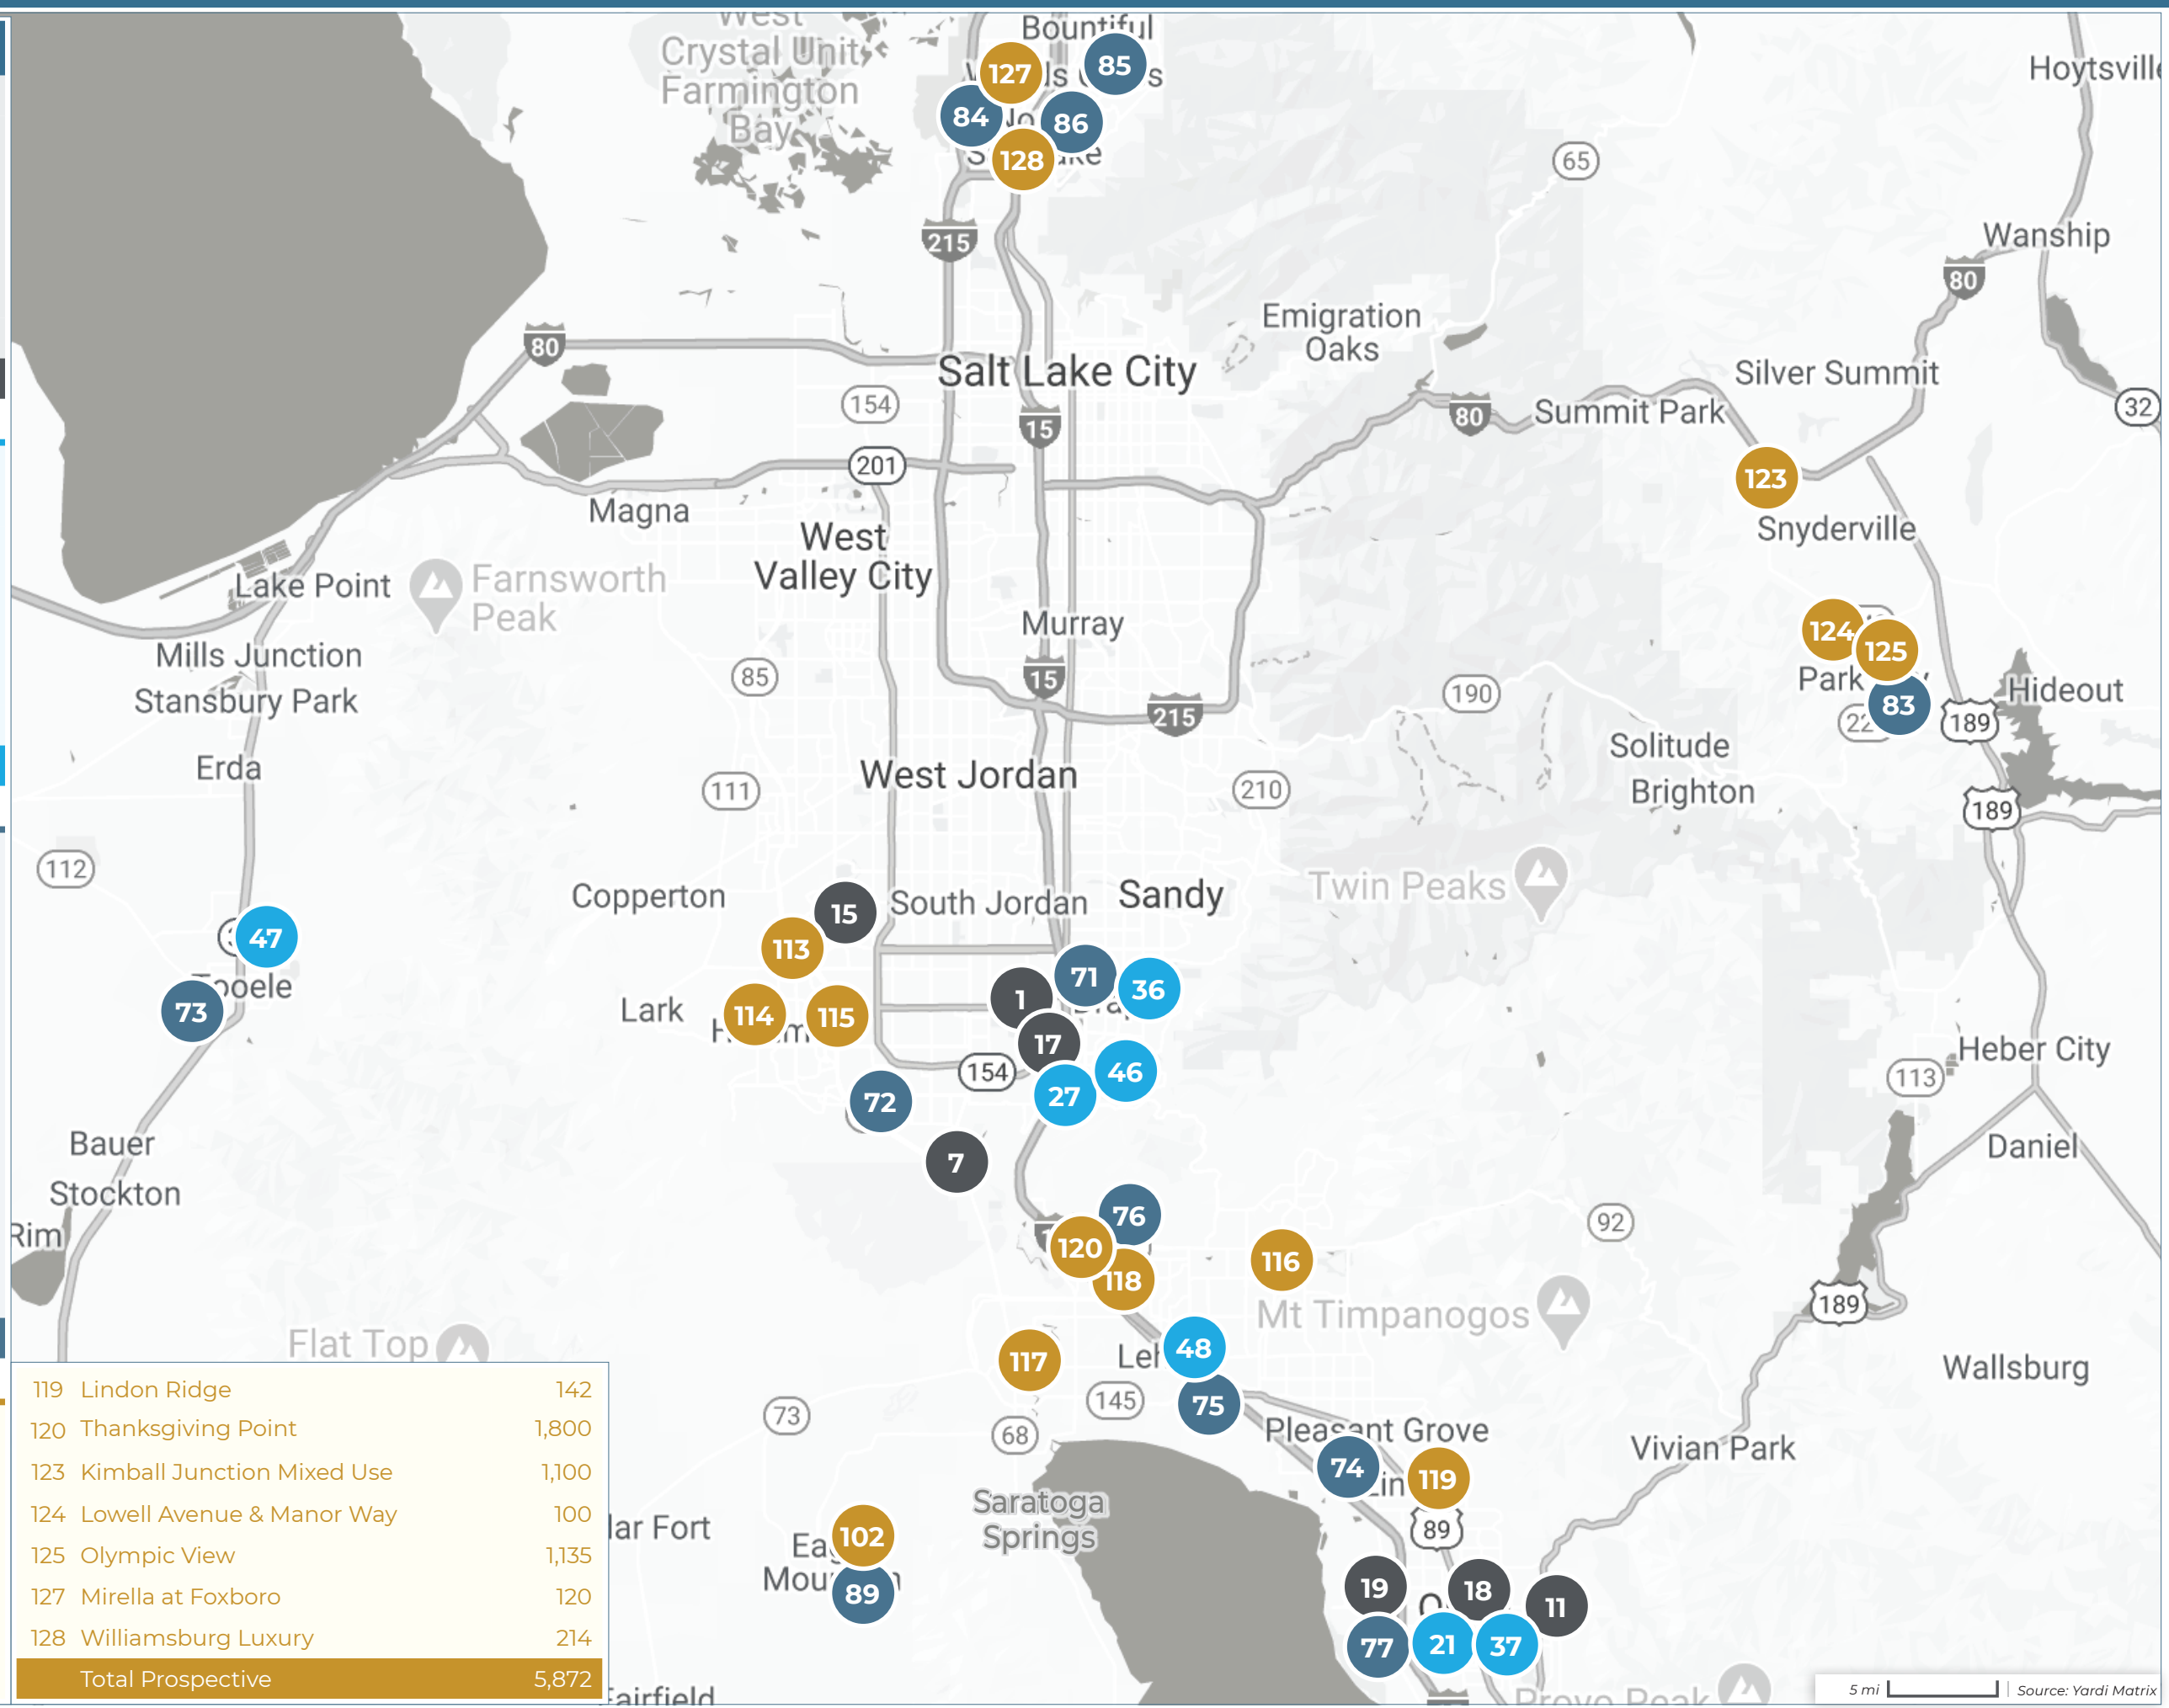 West
Crystal Unit
Farmington
Bay
Bountiful
127
85
84
86
128
65
Hoytsville
Wanship
80
215
80
Emigration
Oaks
Salt Lake City
154
15
80
Summit Park
Silver Summit
32
201
123
Snyderville
Magna
West
Valley City
Lake Point
Farnsworth
Peak
Murray
Mills Junction
Stansbury Park
85
15
215
190
124
125
Park
83
189
Hideout
Erda
Solitude
Brighton
West Jordan
111
210
189
112
Copperton
15
South Jordan
Sandy
Twin Peaks
113
47
Tooele
73
Lark
114
115
1
71
36
17
154
46
27
72
7
Heber City
113
Daniel
Bauer
Stockton
Rim
76
120
118
116
92
Mt Timpanogos
189
Flat Top
117
48
145
75
Wallsburg
73
68
Pleasant Grove
74
119
Vivian Park
Saratoga
Springs
89
102
89
19
18
11
77
21
37
Fairfield
Provo Peak
119 Lindon Ridge 142
120 Thanksgiving Point 1,800
123 Kimball Junction Mixed Use 1,100
124 Lowell Avenue & Manor Way 100
125 Olympic View 1,135
127 Mirella at Foxboro 120
128 Williamsburg Luxury 214
Total Prospective 5,872
5 mi
Source: Yardi Matrix